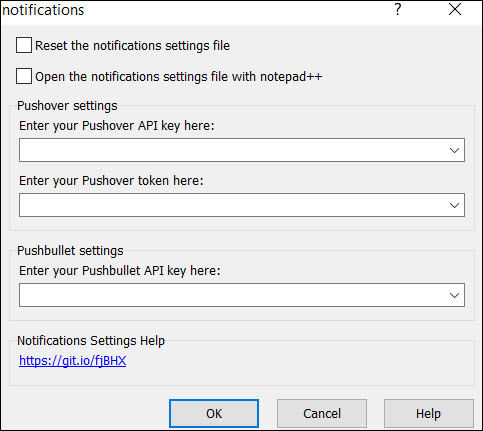 notifications
?
Reset the notifications settings file
Open the notifications settings file with notepad++
Pushover settings
Enter your Pushover API key here:
Enter your Pushover token here:
Pushbullet settings
Enter your Pushbullet API key here:
Notifications Settings Help
https://git.io/fjBHX
OK Cancel Help